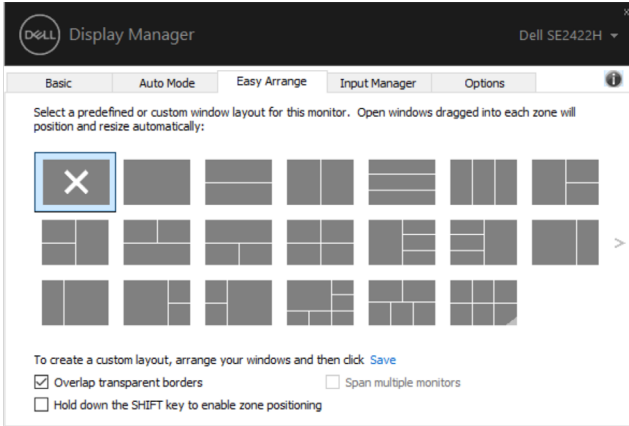 DELL Display Manager
Dell SE2422H
Basic Auto Mode Easy Arrange Input Manager Options
Select a predefined or custom window layout for this monitor. Open windows dragged into each zone will
position and resize automatically:
To create a custom layout, arrange your windows and then click Save
Overlap transparent borders
Span multiple monitors
Hold down the SHIFT key to enable zone positioning